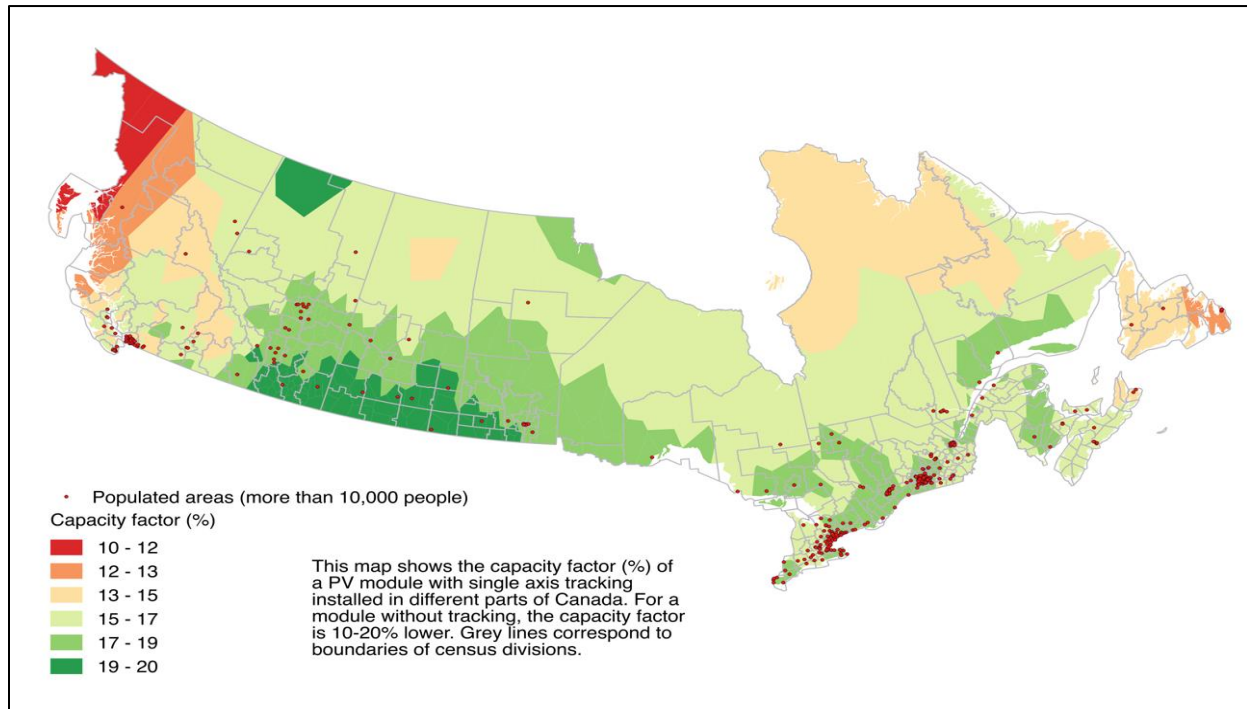 Populated areas (more than 10,000 people)
Capacity factor (%)
10 - 12
12 - 13
13 - 15
15 - 17
17 - 19
19 - 20
This map shows the capacity factor (%) of
a PV module with single axis tracking
installed in different parts of Canada. For a
module without tracking, the capacity factor
is 10-20% lower. Grey lines correspond to
boundaries of census divisions.